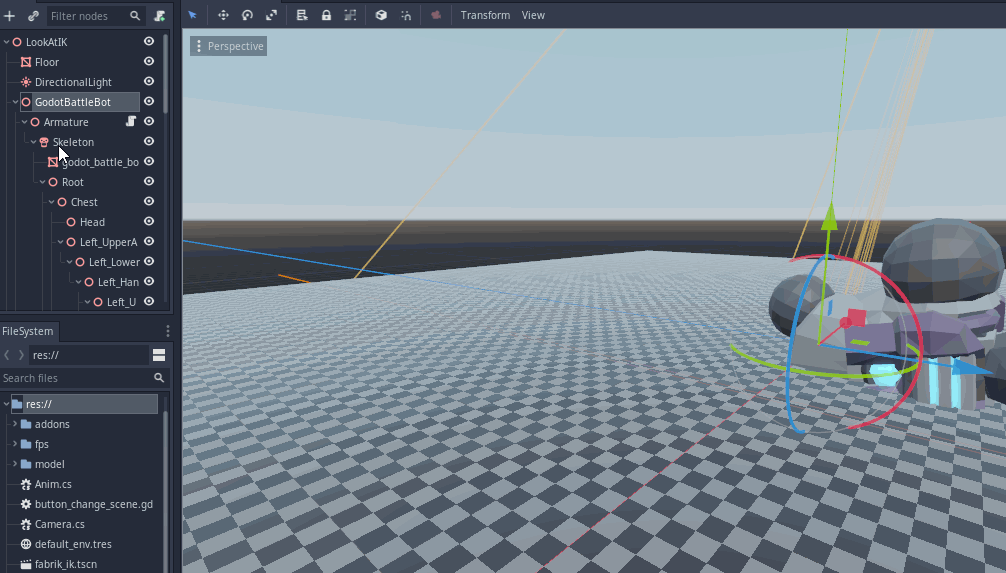 Filter nodes
Transform View
LookAtIK
Perspective
Floor
DirectionalLight
GodotBattleBot
Armature
Skeleton
godot_battle_bo
Root
Chest
Head
Left_UpperA
Left_Lower
Left_Han
Left_U
FileSystem
res://
Search files
res://
addons
fps
model
Anim.cs
button_change_scene.gd
Camera.cs
default_env.tres
fabrik_ik.tscn